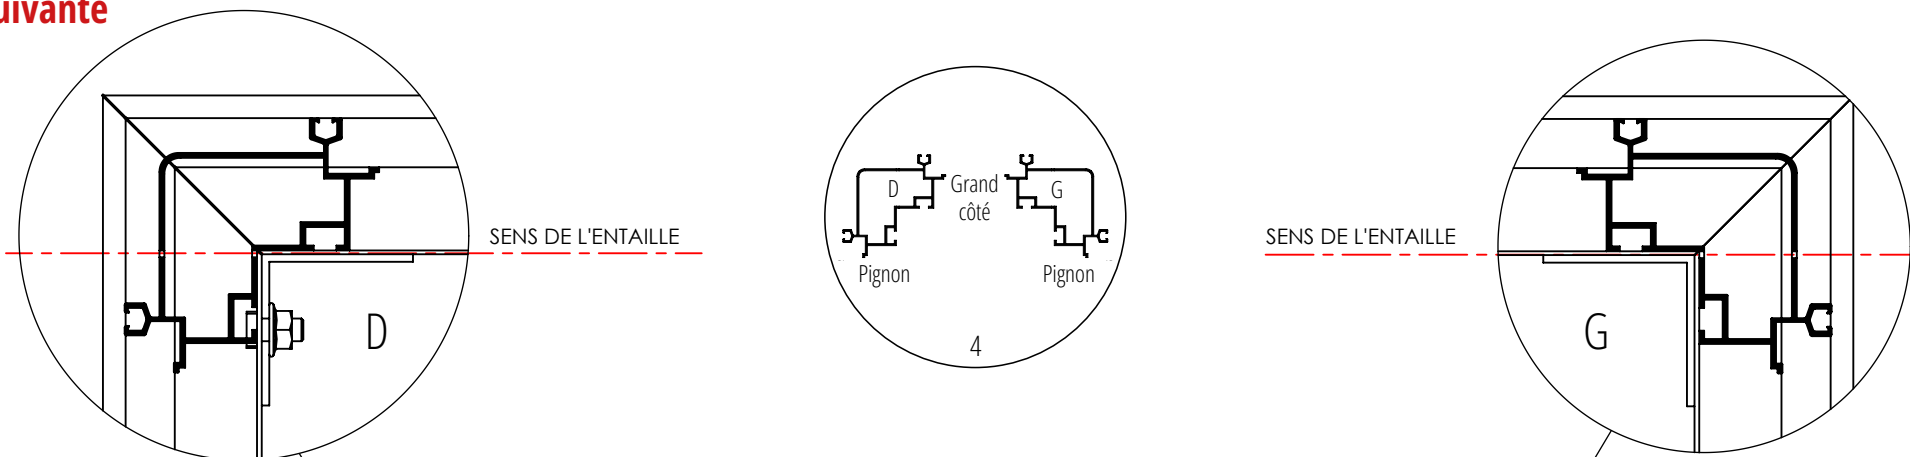 uivante
SENS DE L'ENTAILLE
D
D
Grand
côté
G
Pignon
Pignon
4
SENS DE L'ENTAILLE
G